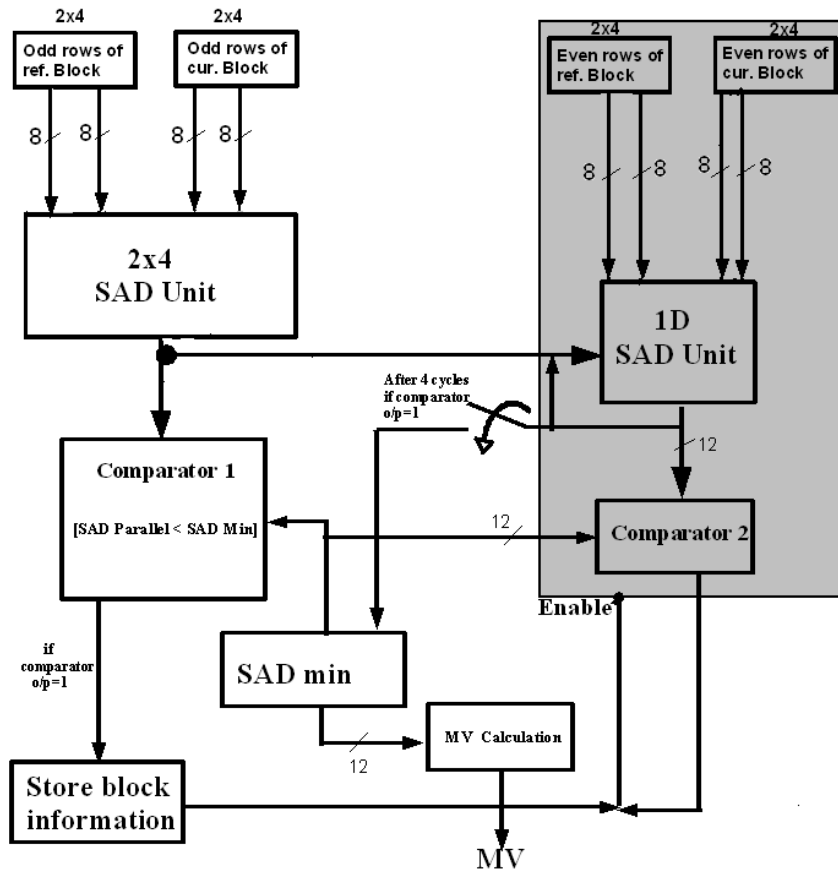 2x4
2x4
2x4
2x4
Odd rows of
ref. Block
Odd rows of
cur. Block
Even rows of
ref. Block
Even rows of
cur. Block
8
8
8
8
8
8
8
8
2x4
SAD Unit
1D
SAD Unit
After 4 cycles
if comparator
o/p=1
12
Comparator 1
[SAD Parallel < SAD Min]
12
Comparator 2
Enable
if
comparator
o/p=1
SAD min
12
MV Calculation
Store block
information
MV